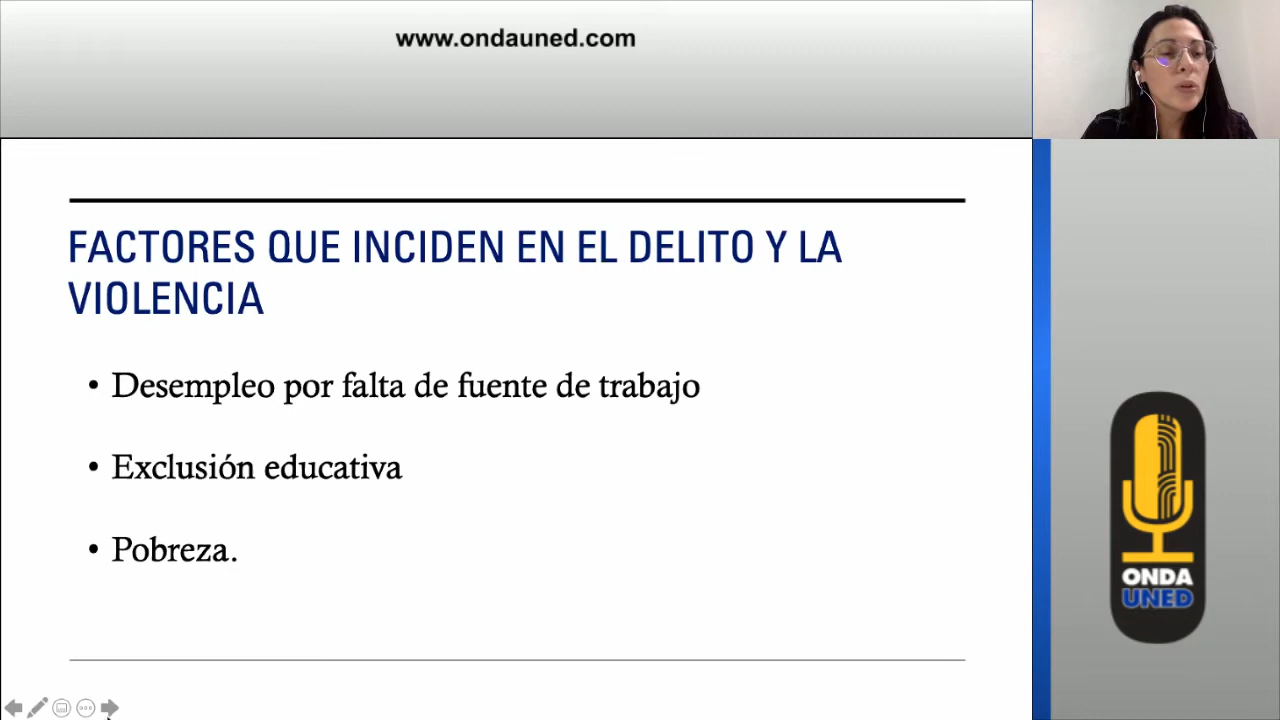 www.ondauned.com
FACTORES QUE INCIDEN EN EL DELITO Y LA
VIOLENCIA
• Desempleo por falta de fuente de trabajo
• Exclusión educativa
• Pobreza.
ONDA
UNED